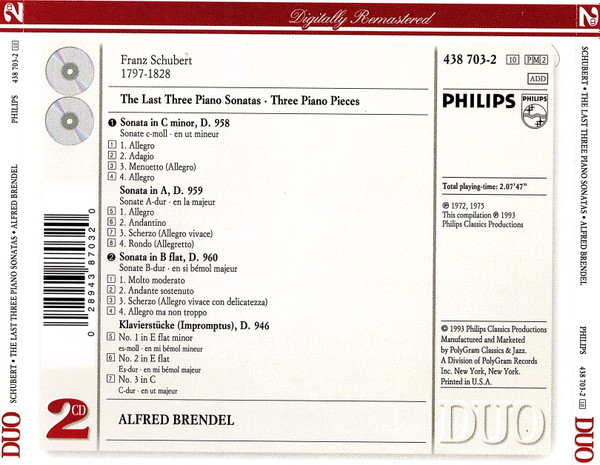 Digitally Remastered
2CD
438 703-2 10
PHILIPS
SCHUBERT • THE LAST THREE PIANO SONATAS • ALFRED BRENDEL
DUO
Franz Schubert
1797-1828
The Last Three Piano Sonatas · Three Piano Pieces
1 Sonata in C minor, D. 958
Sonate c-moll · en ut mineur
1 1. Allegro
2 2. Adagio
3 3. Menuetto (Allegro)
4 4. Allegro
Sonata in A, D. 959
Sonate A-dur · en la majeur
5 1. Allegro
6 2. Andantino
7 3. Scherzo (Allegro vivace)
8 4. Rondo (Allegretto)
2 Sonata in B flat, D. 960
Sonate B-dur · en si bémol majeur
1 1. Molto moderato
2 2. Andante sostenuto
3 3. Scherzo (Allegro vivace con delicatezza)
4 4. Allegro ma non troppo
Klavierstücke (Impromptus), D. 946
5 No. 1 in E flat minor
es-moll · en mi bémol mineur
6 No. 2 in E flat
Es-dur · en mi bémol majeur
7 No. 3 in C
C-dur · en ut majeur
ALFRED BRENDEL
0 28943 87032 0
2CD
438 703-2 10 PM2
ADD
PHILIPS
PHILIPS
Total playing-time: 2.07'47"
℗ 1972, 1975
This compilation ℗ 1993
Philips Classics Productions
© 1993 Philips Classics Productions
Manufactured and Marketed
by PolyGram Classics & Jazz.
A Division of PolyGram Records
Inc. New York, New York.
Printed in U.S.A.
DUO
2CD
SCHUBERT • THE LAST THREE PIANO SONATAS • ALFRED BRENDEL
PHILIPS
438 703-2 10
DUO